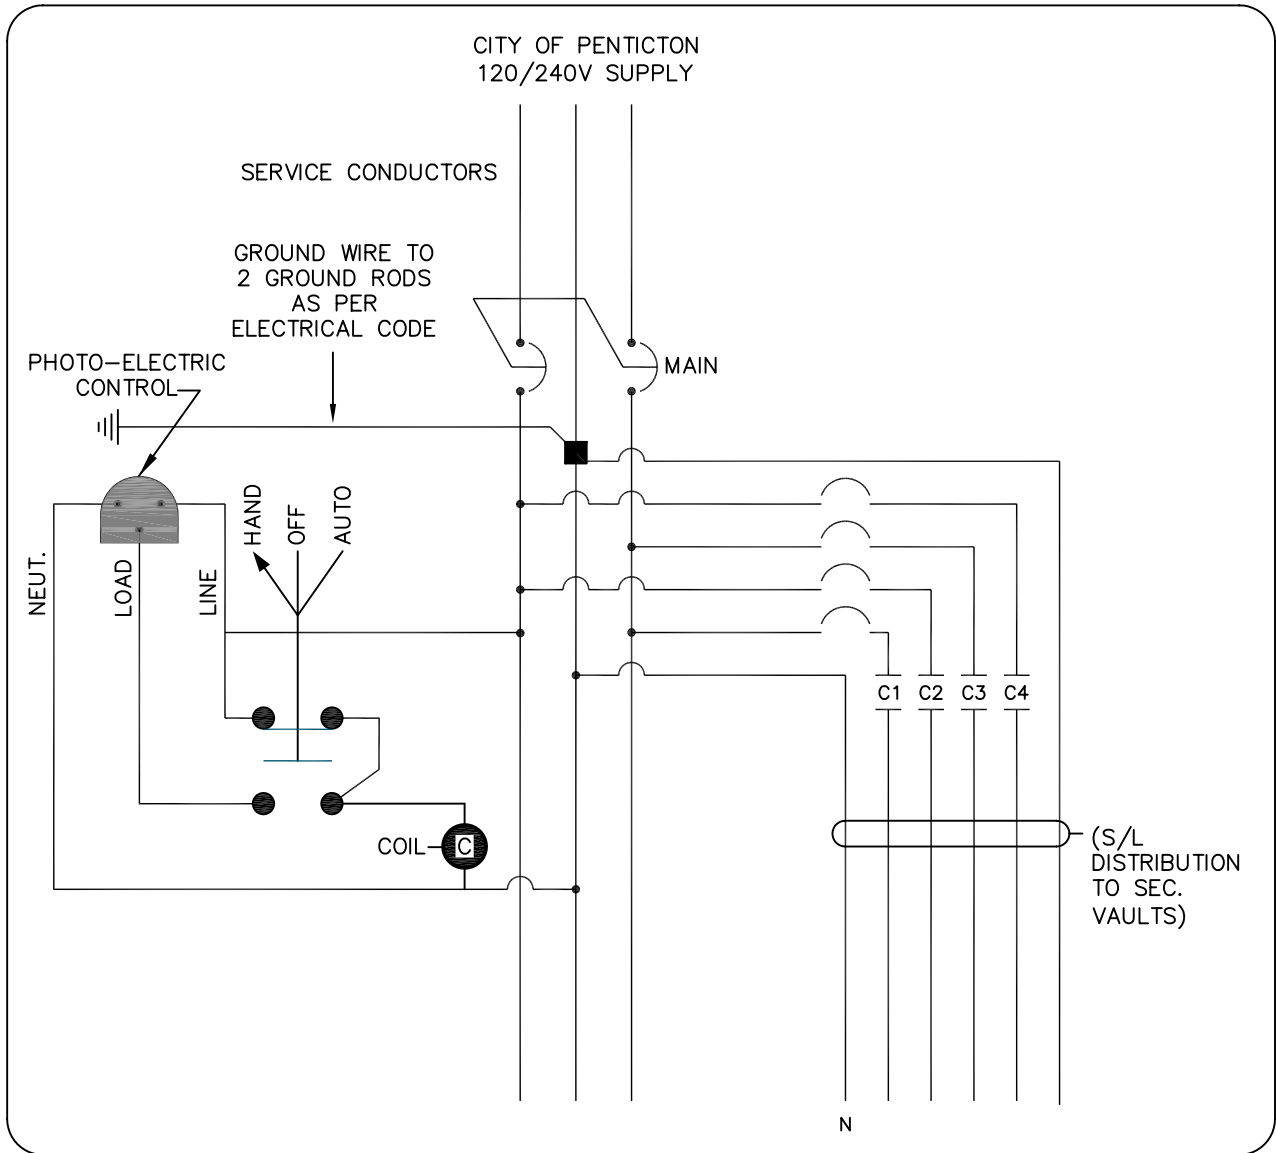 CITY OF PENTICTON
120/240V SUPPLY
SERVICE CONDUCTORS
GROUND WIRE TO
2 GROUND RODS
AS PER
ELECTRICAL CODE
PHOTO-ELECTRIC
CONTROL
MAIN
HAND
OFF
AUTO
NEUT.
LOAD
LINE
C1
C2
C3
C4
COIL
C
(S/L
DISTRIBUTION
TO SEC.
VAULTS)
N